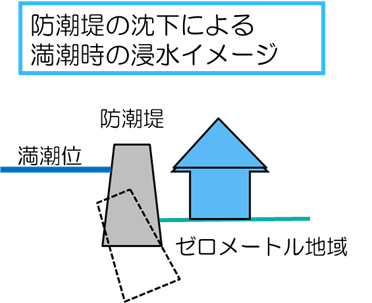 防潮堤の沈下による
満潮時の浸水イメージ
防潮堤
満潮位
ゼロメートル地域